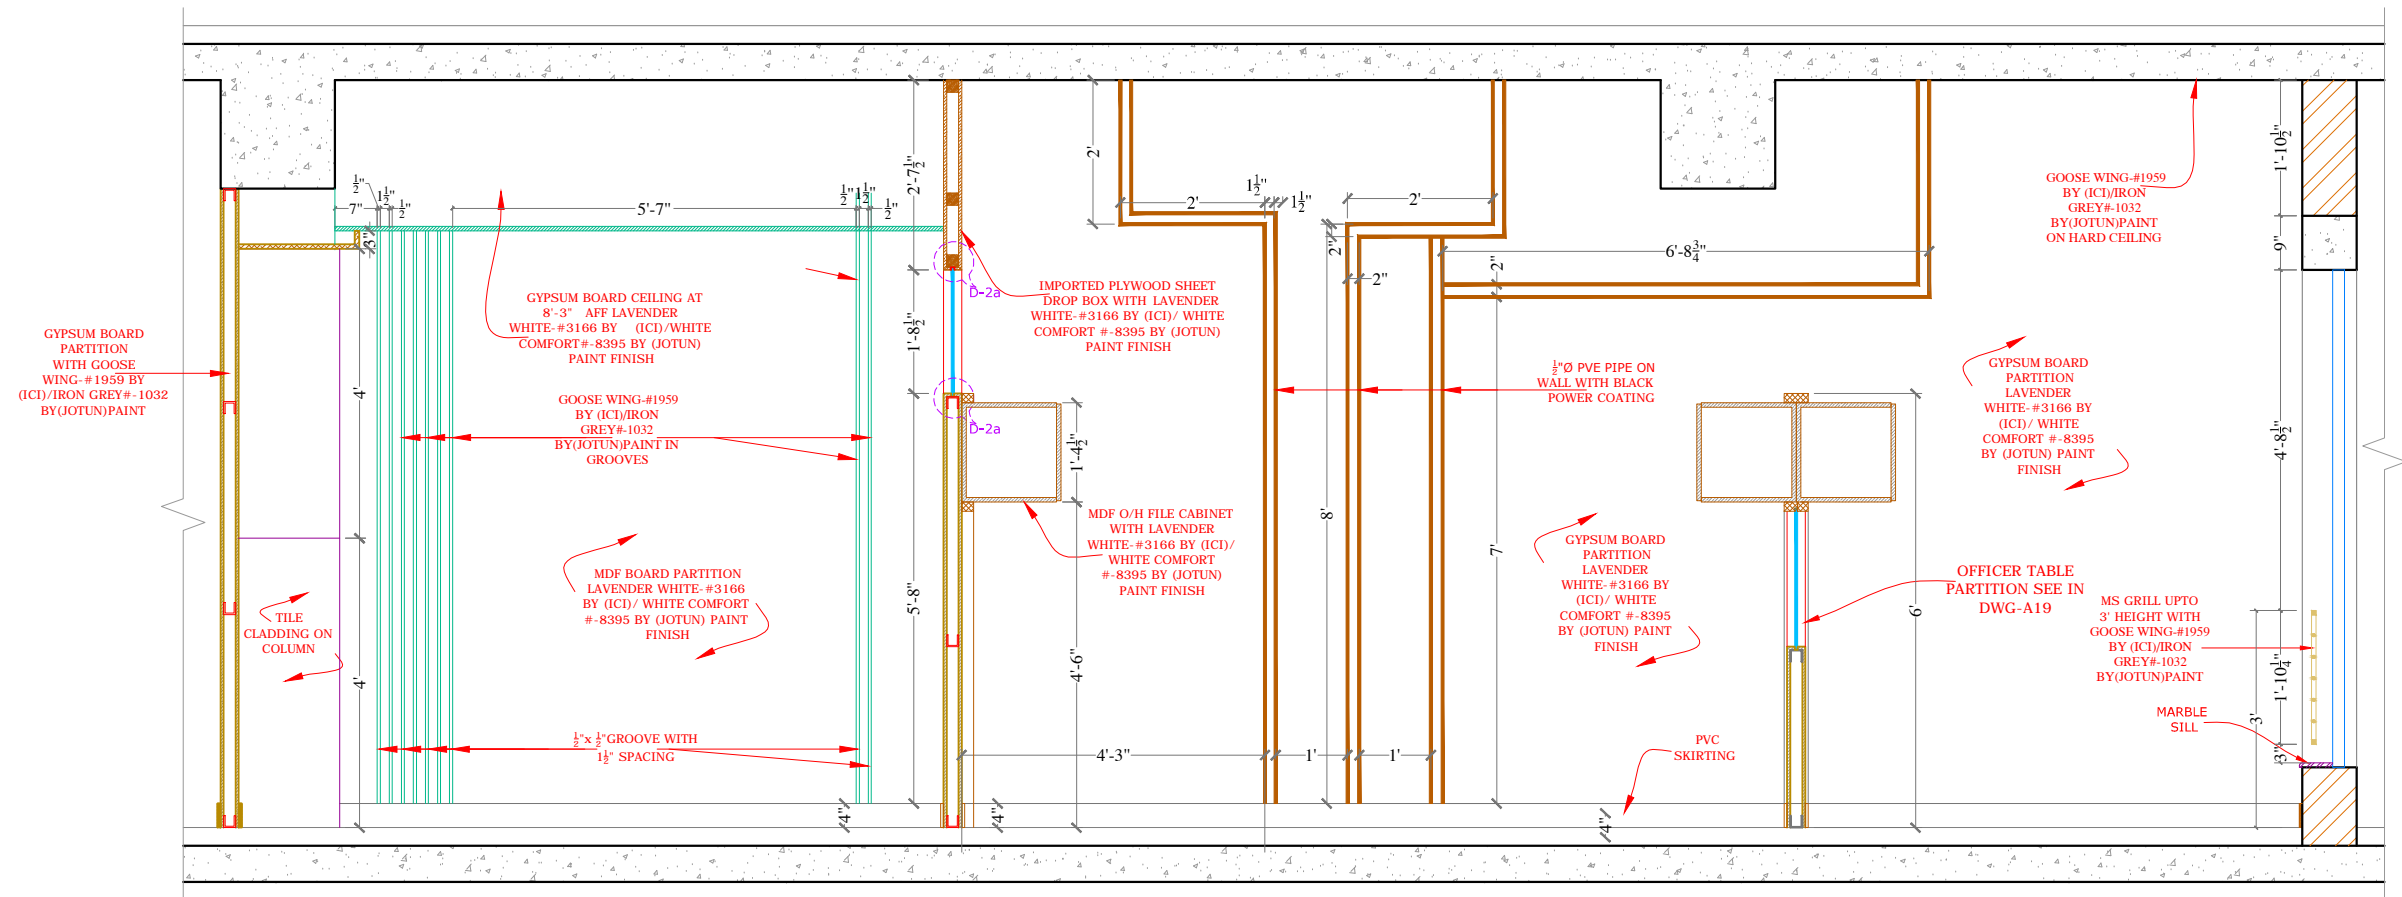 2'-7½"
2'
1'-10½"
½"
1½"
½"
7"
5'-7"
½"
1½"
½"
2'
1½"
1½"
2'
GOOSE WING-#1959
BY (ICI)/IRON
GREY#-1032
BY(JOTUN)PAINT
ON HARD CEILING
3"
2"
2"
2"
6'-8¾"
9"
D-2a
GYPSUM BOARD CEILING AT
8'-3" AFF LAVENDER
WHITE-#3166 BY (ICI)/WHITE
COMFORT#-8395 BY (JOTUN)
PAINT FINISH
IMPORTED PLYWOOD SHEET
DROP BOX WITH LAVENDER
WHITE-#3166 BY (ICI)/ WHITE
COMFORT #-8395 BY (JOTUN)
PAINT FINISH
1'-8½"
GYPSUM BOARD
PARTITION
WITH GOOSE
WING-#1959 BY
(ICI)/IRON GREY#-1032
BY(JOTUN)PAINT
4'
½"Ø PVE PIPE ON
WALL WITH BLACK
POWER COATING
GYPSUM BOARD
PARTITION
LAVENDER
WHITE-#3166 BY
(ICI)/ WHITE
COMFORT #-8395
BY (JOTUN) PAINT
FINISH
4'-8½"
GOOSE WING-#1959
BY (ICI)/IRON
GREY#-1032
BY(JOTUN)PAINT IN
GROOVES
D-2a
1'-4½"
8'
7'
MDF O/H FILE CABINET
WITH LAVENDER
WHITE-#3166 BY (ICI)/
WHITE COMFORT
#-8395 BY (JOTUN)
PAINT FINISH
GYPSUM BOARD
PARTITION
LAVENDER
WHITE-#3166 BY
(ICI)/ WHITE
COMFORT #-8395
BY (JOTUN) PAINT
FINISH
MDF BOARD PARTITION
LAVENDER WHITE-#3166
BY (ICI)/ WHITE COMFORT
#-8395 BY (JOTUN) PAINT
FINISH
5'-8"
OFFICER TABLE
PARTITION SEE IN
DWG-A19
6'
MS GRILL UPTO
3' HEIGHT WITH
GOOSE WING-#1959
BY (ICI)/IRON
GREY#-1032
BY(JOTUN)PAINT
TILE
CLADDING ON
COLUMN
4'
4'-6"
1'-10¼"
3'
MARBLE
SILL
½"x ½"GROOVE WITH
1½" SPACING
4'-3"
1'
1'
PVC
SKIRTING
3"
4"
4"
4"